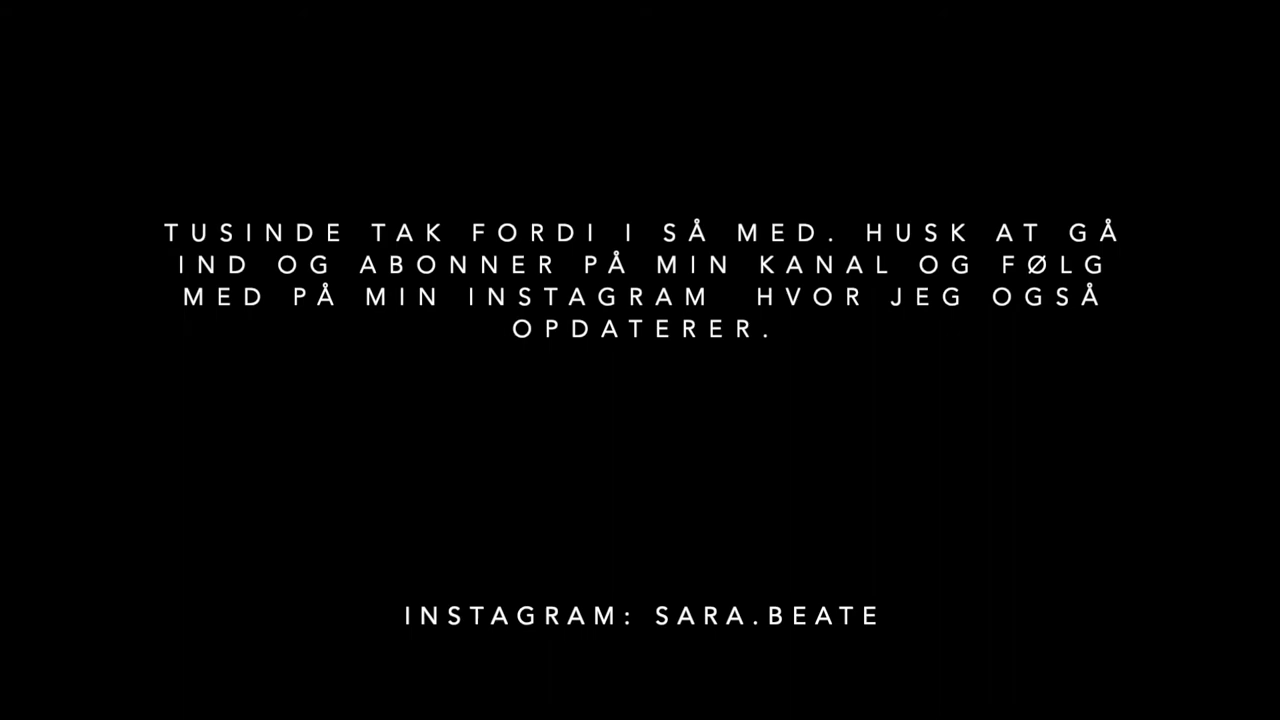 TUSINDE TAK FORDI I SÅ MED. HUSK AT GÅ
IND OG ABONNER PÅ MIN KANAL OG FØLG
MED PÅ MIN INSTAGRAM  HVOR JEG OGSÅ
OPDATERER.
INSTAGRAM: SARA.BEATE